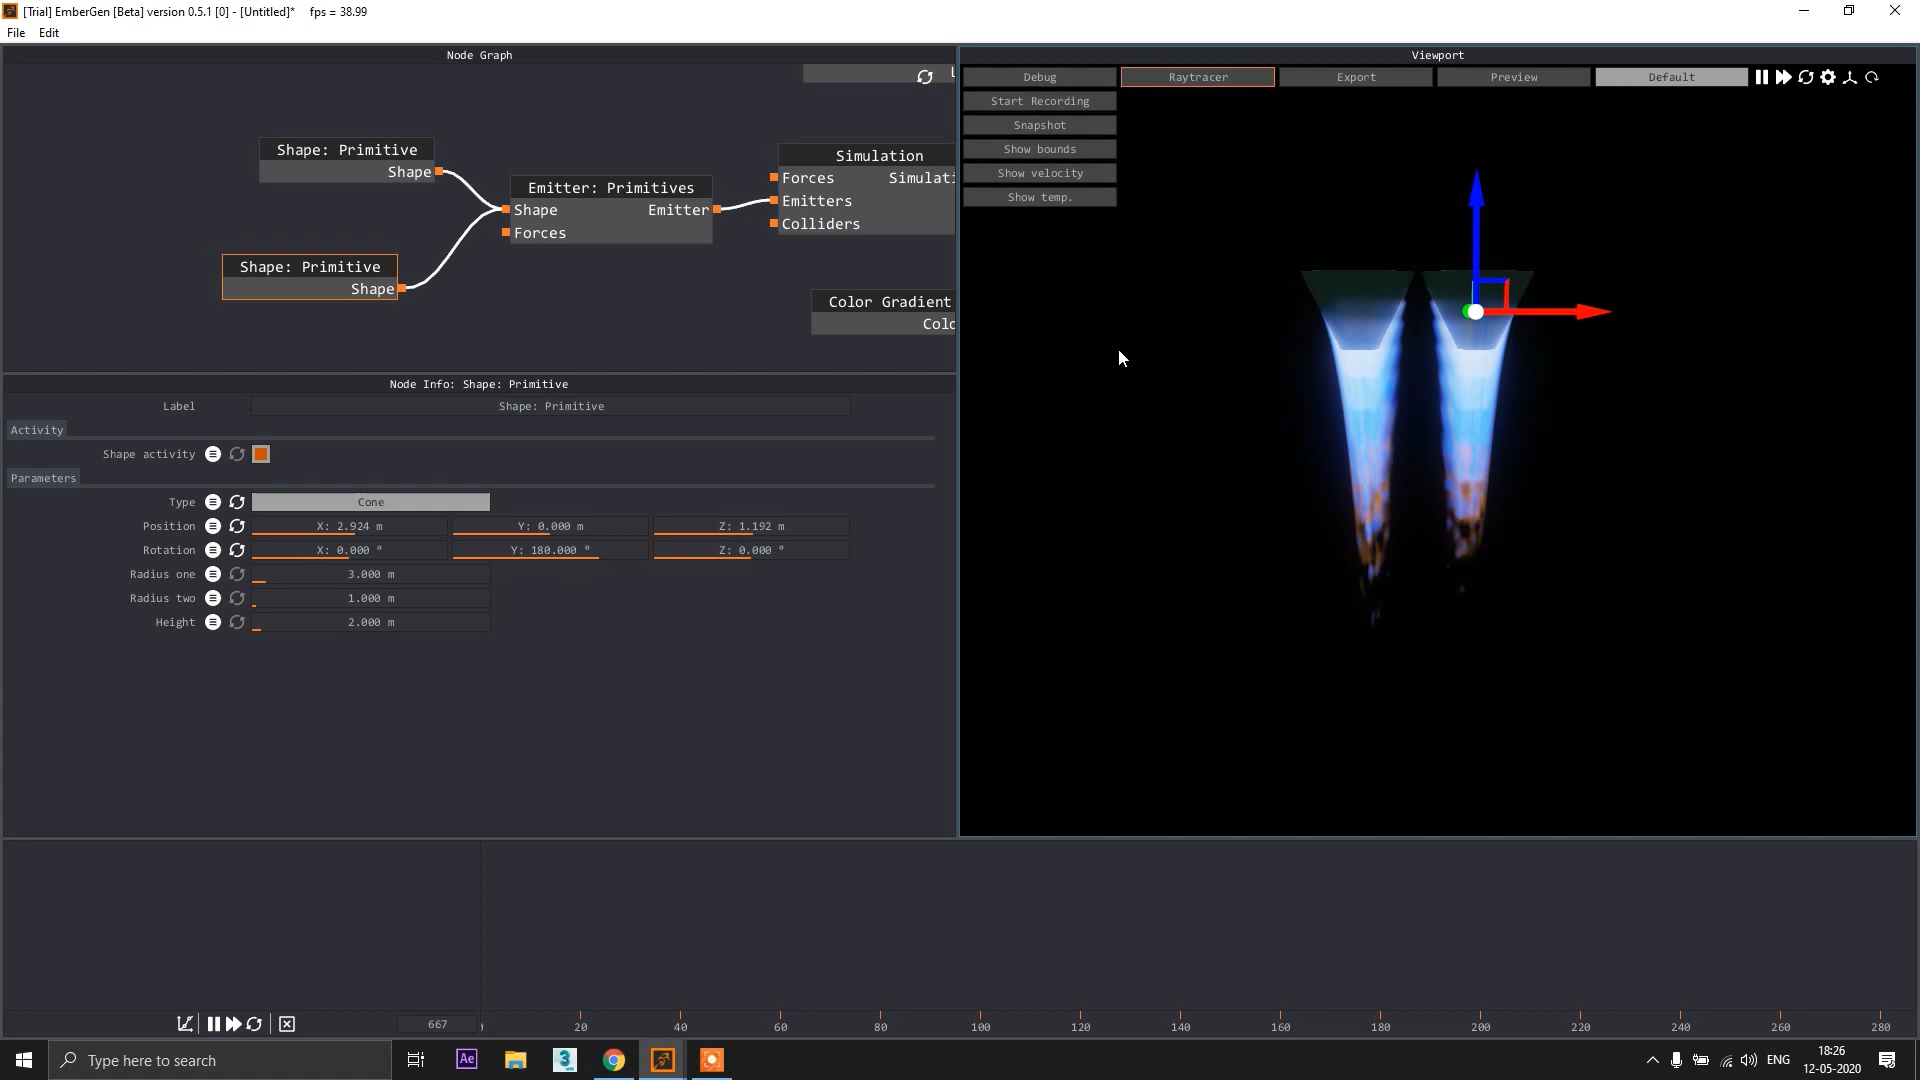 [Trial] EmberGen [Beta] version 0.5.1 [0] - [Untitled]* fps = 38.99
File Edit
Node Graph
Shape: Primitive
Shape
Shape: Primitive
Shape
Emitter: Primitives
Shape Emitter
Forces
Simulation
Forces Simulati
Emitters
Colliders
Color Gradient
Colo
Node Info: Shape: Primitive
Label Shape: Primitive
Activity
Shape activity
Parameters
Type Cone
Position X: 2.924 m Y: 0.000 m Z: 1.192 m
Rotation X: 0.000 ° Y: 180.000 ° Z: 0.000 °
Radius one 3.000 m
Radius two 1.000 m
Height 2.000 m
Viewport
Debug Raytracer Export Preview Default
Start Recording
Snapshot
Show bounds
Show velocity
Show temp.
667 20 40 60 80 100 120 140 160 180 200 220 240 260 280
Type here to search
Ae
3
ENG
18:26
12-05-2020